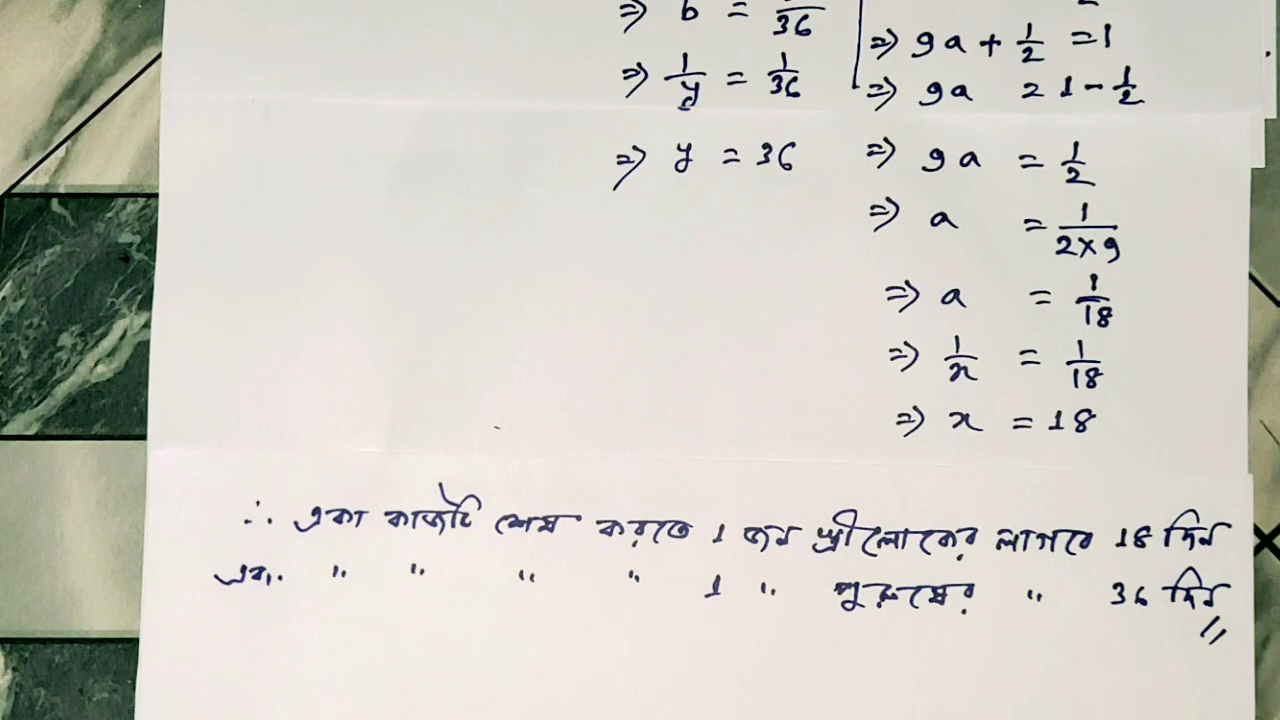 ⇒ b = /36
⇒ 1/y = 1/36
⇒ y = 36
⇒ 9a + 1/2 = 1
⇒ 9a = 1 - 1/2
⇒ 9a = 1/2
⇒ a = 1/(2×9)
⇒ a = 1/18
⇒ 1/x = 1/18
⇒ x = 18
∴ একা কাজটি শেষ করতে 1 জন স্ত্রীলোকের লাগবে 18 দিন
এবং " " " " 1 " পুরুষের " 36 দিন //